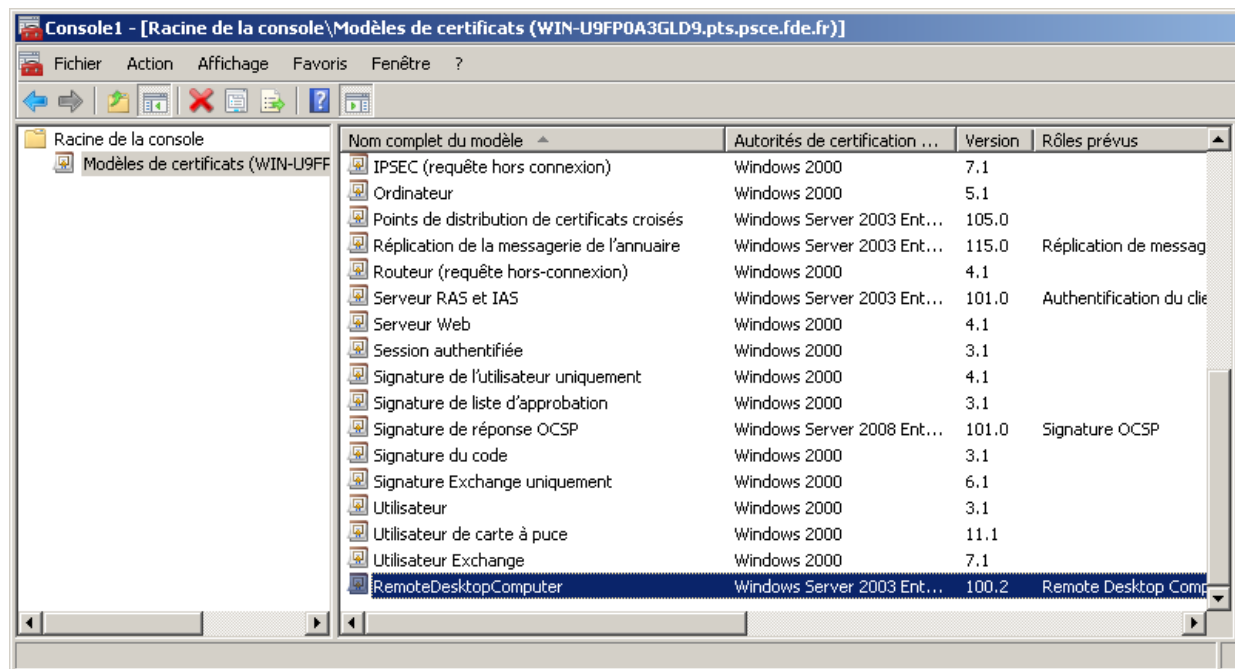 Console1 - [Racine de la console\Modèles de certificats (WIN-U9FP0A3GLD9.pts.psce.fde.fr)]
Fichier Action Affichage Favoris Fenêtre ?
Racine de la console
Modèles de certificats (WIN-U9FF
Nom complet du modèle Autorités de certification ... Version Rôles prévus
IPSEC (requête hors connexion) Windows 2000 7.1
Ordinateur Windows 2000 5.1
Points de distribution de certificats croisés Windows Server 2003 Ent... 105.0
Réplication de la messagerie de l'annuaire Windows Server 2003 Ent... 115.0 Réplication de messag
Routeur (requête hors-connexion) Windows 2000 4.1
Serveur RAS et IAS Windows Server 2003 Ent... 101.0 Authentification du clie
Serveur Web Windows 2000 4.1
Session authentifiée Windows 2000 3.1
Signature de l'utilisateur uniquement Windows 2000 4.1
Signature de liste d'approbation Windows 2000 3.1
Signature de réponse OCSP Windows Server 2008 Ent... 101.0 Signature OCSP
Signature du code Windows 2000 3.1
Signature Exchange uniquement Windows 2000 6.1
Utilisateur Windows 2000 3.1
Utilisateur de carte à puce Windows 2000 11.1
Utilisateur Exchange Windows 2000 7.1
RemoteDesktopComputer Windows Server 2003 Ent... 100.2 Remote Desktop Comp